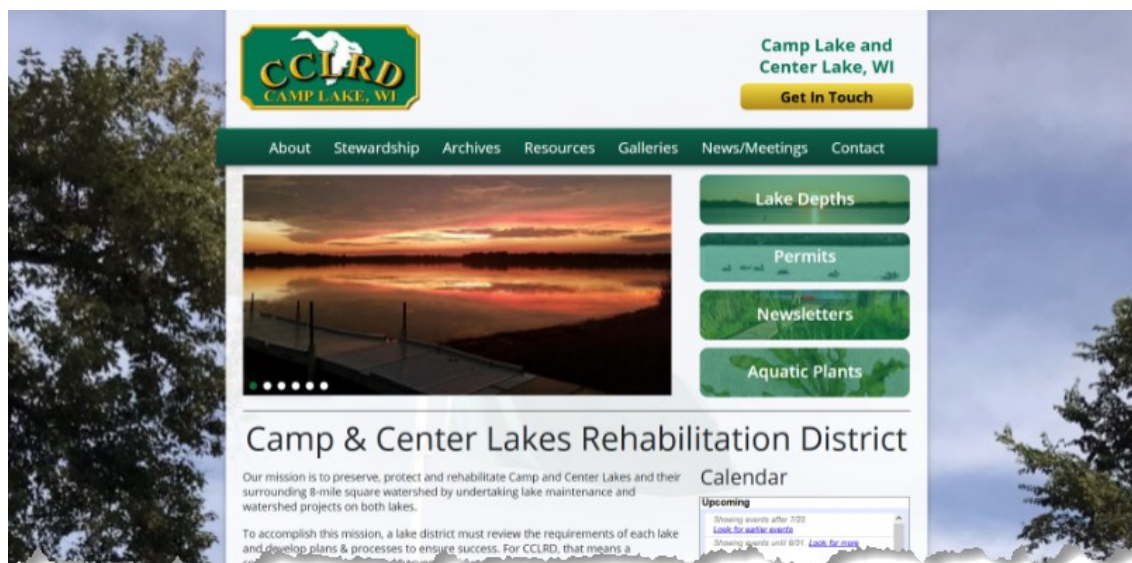 CCLRD
CAMP LAKE, WI
Camp Lake and
Center Lake, WI
Get In Touch
About Stewardship Archives Resources Galleries News/Meetings Contact
Lake Depths
Permits
Newsletters
Aquatic Plants
Camp & Center Lakes Rehabilitation District
Our mission is to preserve, protect and rehabilitate Camp and Center Lakes and their
surrounding 8-mile square watershed by undertaking lake maintenance and
watershed projects on both lakes.
To accomplish this mission, a lake district must review the requirements of each lake
and develop plans & processes to ensure success. For CCLRD, that means a
Calendar
Upcoming
Showing events after 7/22.
Look for earlier events
Showing events until 8/31. Look for more